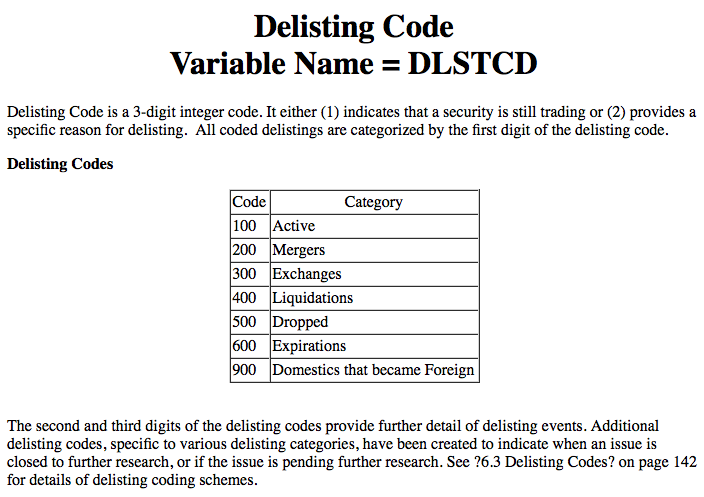 Delisting Code
Variable Name = DLSTCD
Delisting Code is a 3-digit integer code. It either (1) indicates that a security is still trading or (2) provides a
specific reason for delisting.  All coded delistings are categorized by the first digit of the delisting code.
Delisting Codes
Code Category
100 Active
200 Mergers
300 Exchanges
400 Liquidations
500 Dropped
600 Expirations
900 Domestics that became Foreign
The second and third digits of the delisting codes provide further detail of delisting events. Additional
delisting codes, specific to various delisting categories, have been created to indicate when an issue is
closed to further research, or if the issue is pending further research. See ?6.3 Delisting Codes? on page 142
for details of delisting coding schemes.